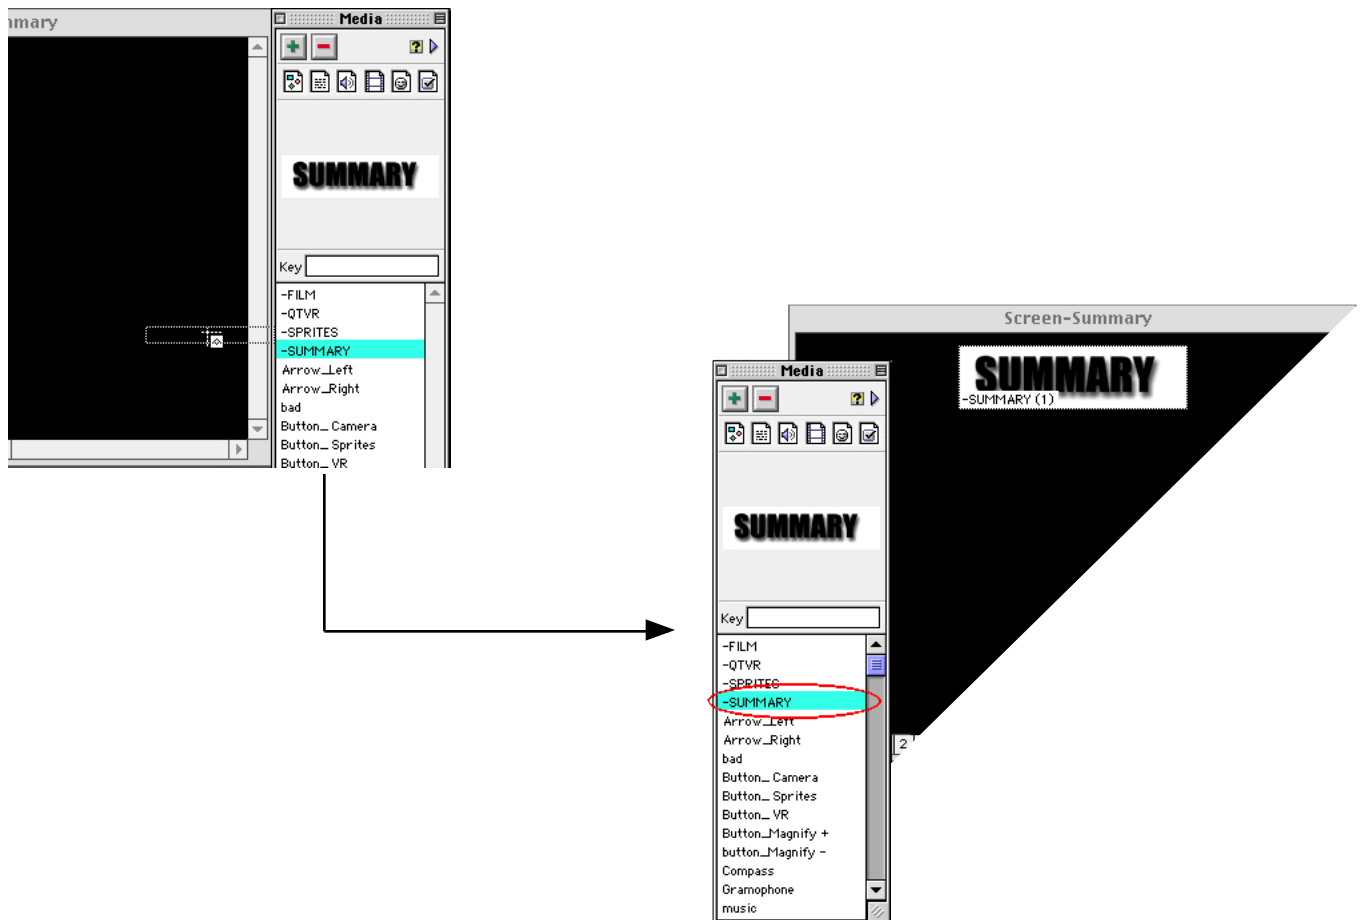 mmary
Media
SUMMARY
Key
-FILM
-QTVR
-SPRITES
-SUMMARY
Arrow_Left
Arrow_Right
bad
Button_ Camera
Button_ Sprites
Button_ VR
Screen-Summary
SUMMARY
-SUMMARY (1)
Media
SUMMARY
Key
-FILM
-QTVR
-SPRITES
-SUMMARY
Arrow_Left
Arrow_Right
bad
Button_ Camera
Button_ Sprites
Button_ VR
Button_Magnify +
button_Magnify -
Compass
Gramophone
music
2